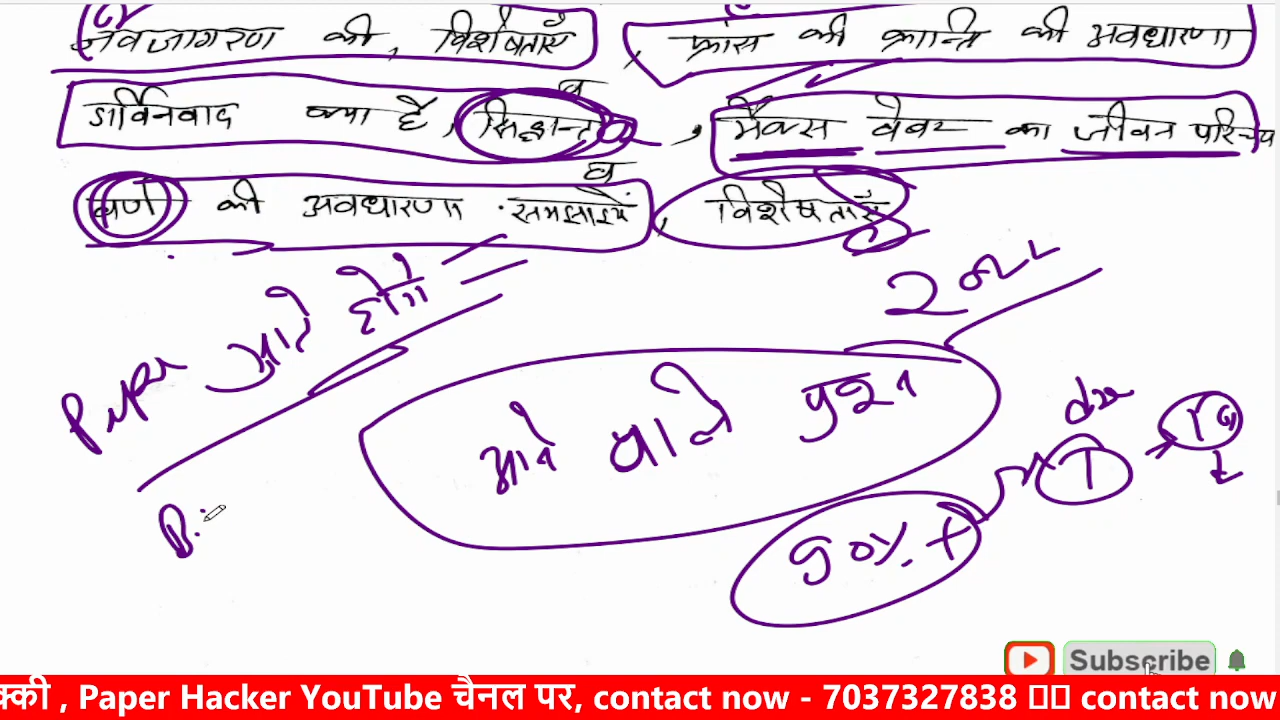 नवजागरण की, विशेषताएँ, फ्रांस की क्रान्ति की अवधारणा
डार्विनवाद क्या है, सिद्धान्त व, मैक्स वेबर का जीवन परिचय
वर्ण की अवधारणा समझाइये व, विशेषताएँ
2022
Paper आने होंगे
आने वाले प्रश्न
90% +
Subscribe
क्की , Paper Hacker YouTube चैनल पर, contact now - 7037327838 contact now